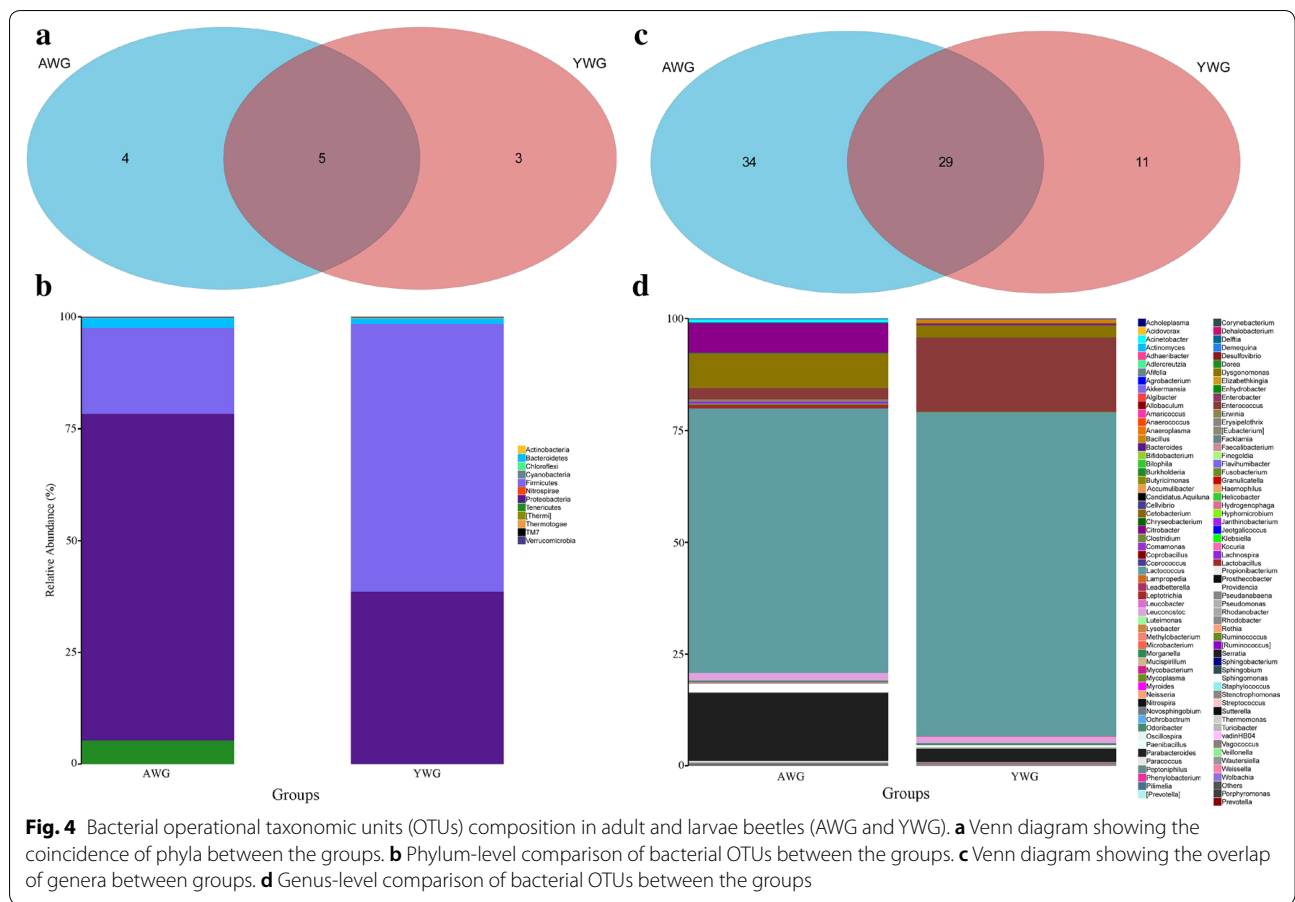 a
AWG
YWG
4
5
3
c
AWG
YWG
34
29
11
b
100
75
50
25
0
Relative Abundance (%)
AWG
YWG
Groups
Actinobacteria
Bacteroidetes
Chloroflexi
Cyanobacteria
Firmicutes
Nitrospirae
Proteobacteria
Tenericutes
[Thermi]
Thermotogae
TM7
Verrucomicrobia
d
100
75
50
25
0
AWG
YWG
Groups
Acholeplasma
Acidovorax
Acinetobacter
Actinomyces
Adhaeribacter
Adlercreutzia
Afifella
Agrobacterium
Akkermansia
Algibacter
Allobaculum
Amaricoccus
Anaerococcus
Anaeroplasma
Bacillus
Bacteroides
Bifidobacterium
Bilophila
Burkholderia
Butyricimonas
Accumulibacter
Candidatus.Aquiluna
Cellvibrio
Cetobacterium
Chryseobacterium
Citrobacter
Clostridium
Comamonas
Coprobacillus
Coprococcus
Lactococcus
Lampropedia
Leadbetterella
Leptotrichia
Leucobacter
Leuconostoc
Luteimonas
Lysobacter
Methylobacterium
Microbacterium
Morganella
Mucispirillum
Mycobacterium
Mycoplasma
Myroides
Neisseria
Nitrospira
Novosphingobium
Ochrobactrum
Odoribacter
Oscillospira
Paenibacillus
Parabacteroides
Paracoccus
Peptoniphilus
Phenylobacterium
Pilimelia
[Prevotella]
Corynebacterium
Dehalobacterium
Delftia
Demequina
Desulfovibrio
Dorea
Dysgonomonas
Elizabethkingia
Enhydrobacter
Enterobacter
Enterococcus
Erwinia
Erysipelothrix
[Eubacterium]
Facklamia
Faecalibacterium
Finegoldia
Flavihumibacter
Fusobacterium
Granulicatella
Haemophilus
Helicobacter
Hydrogenophaga
Hyphomicrobium
Janthinobacterium
Jeotgalicoccus
Klebsiella
Kocuria
Lachnospira
Lactobacillus
Propionibacterium
Prosthecobacter
Providencia
Pseudanabaena
Pseudomonas
Rhodanobacter
Rhodobacter
Rothia
Ruminococcus
[Ruminococcus]
Serratia
Sphingobacterium
Sphingobium
Sphingomonas
Staphylococcus
Stenotrophomonas
Streptococcus
Sutterella
Thermomonas
Turicibacter
vadinHB04
Vagococcus
Veillonella
Wautersiella
Weissella
Wolbachia
Others
Porphyromonas
Prevotella
Fig. 4 Bacterial operational taxonomic units (OTUs) composition in adult and larvae beetles (AWG and YWG). a Venn diagram showing the
coincidence of phyla between the groups. b Phylum-level comparison of bacterial OTUs between the groups. c Venn diagram showing the overlap
of genera between groups. d Genus-level comparison of bacterial OTUs between the groups